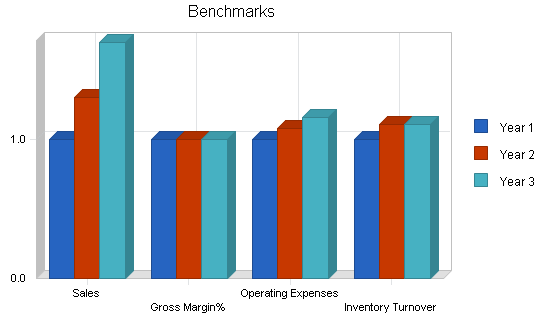 Benchmarks
1.0
0.0
Sales
Gross Margin%
Operating Expenses
Inventory Turnover
Year 1
Year 2
Year 3